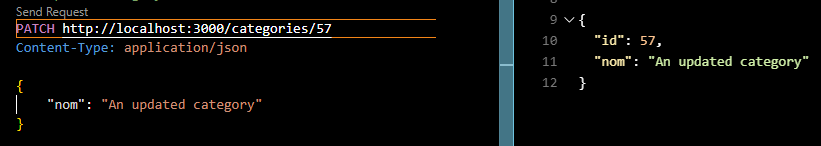 Send Request
PATCH http://localhost:3000/categories/57
Content-Type: application/json
{
"nom": "An updated category"
}
9 {
10 "id": 57,
11 "nom": "An updated category"
12 }